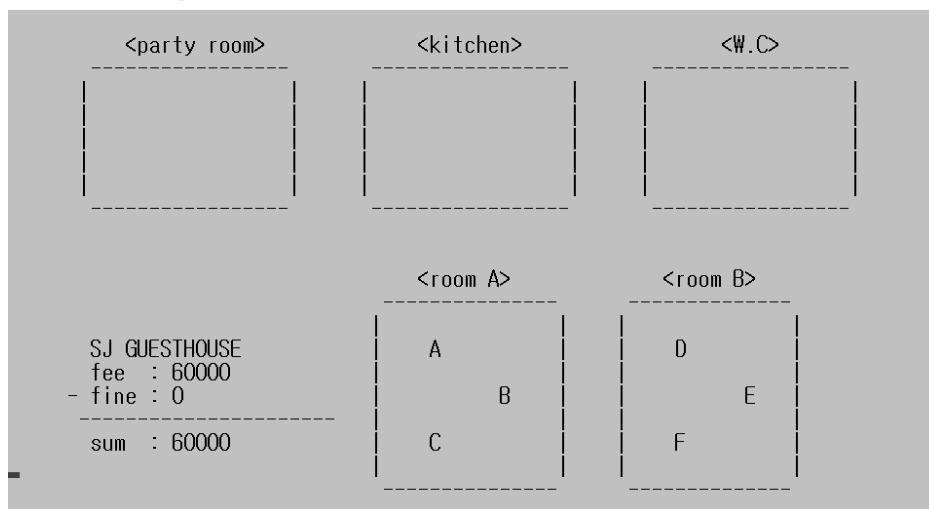 <party room>
<kitchen>
<W.C>
<room A>
<room B>
SJ GUESTHOUSE
fee : 60000
- fine : 0
sum : 60000
A
B
C
D
E
F